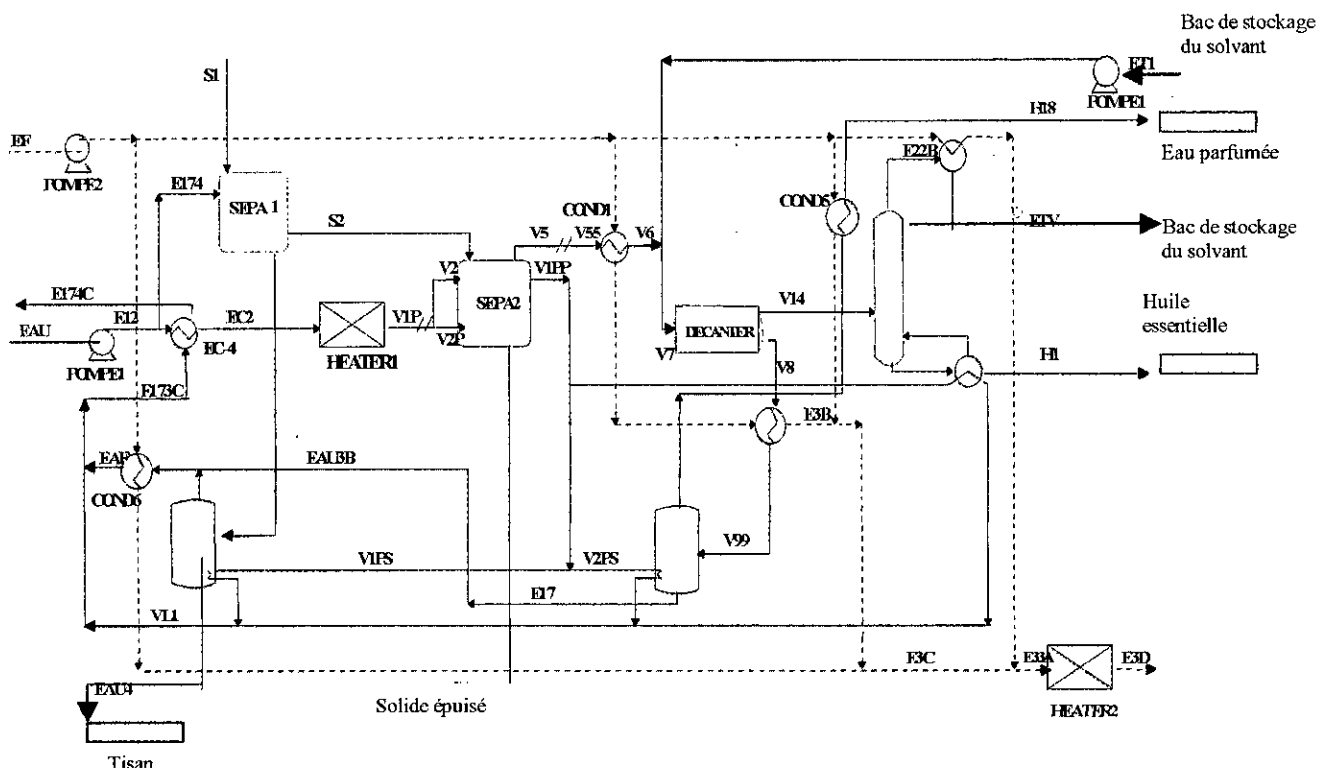 Bac de stockage
du solvant
S1
ET1
POMPE1
H18
EF
POMPE2
E22B
Eau parfumée
E174
SEPA 1
S2
COND1
COND5
V5
V55
V6
ETV
Bac de stockage
du solvant
V2
V1PP
SEPA2
E174C
E12
EC2
V1P
V2P
V14
Huile
essentielle
EAU
EC-4
DECANTER
V7
POMPE1
HEATER1
V8
H1
E173C
E3B
EAU3B
COND6
V99
V1PS
V2PS
E17
VL1
E3C
E33A
E3D
EAU4
Solide épuisé
HEATER2
Tisan